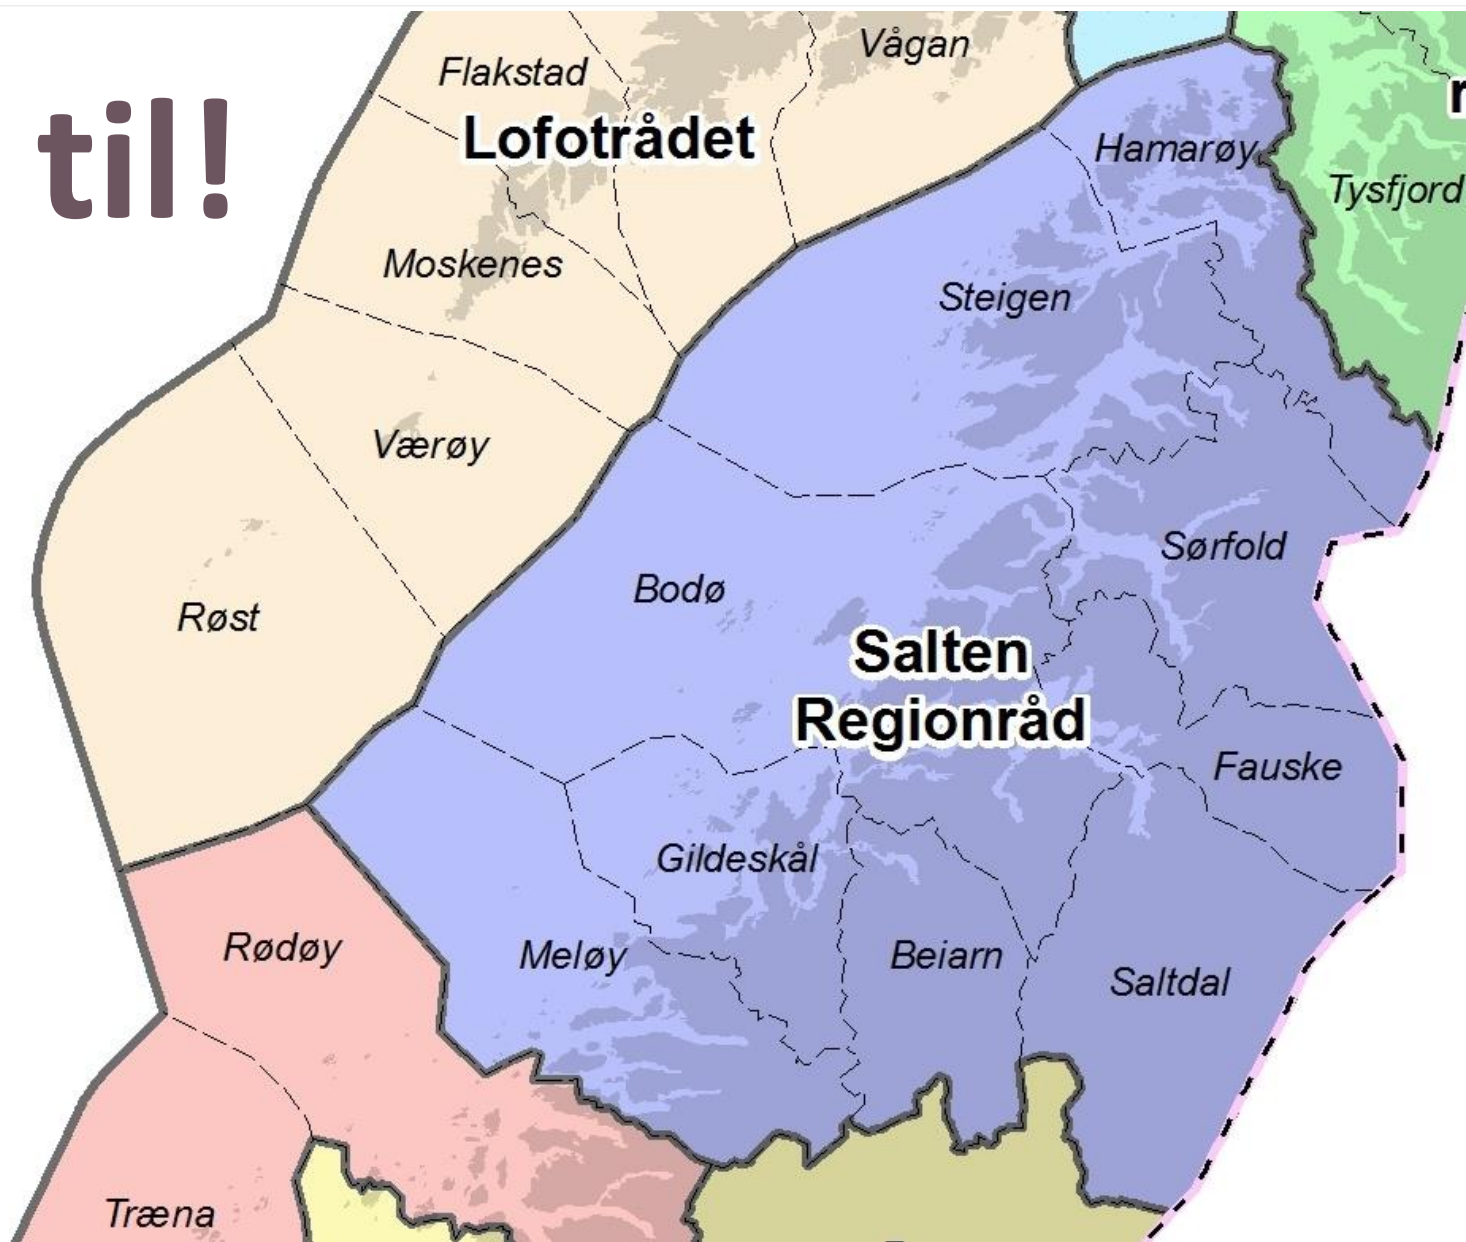 Vågan
Flakstad
til!
Lofotrådet
Hamarøy
Tysfjord
Moskenes
Steigen
Værøy
Sørfold
Bodø
Røst
Salten
Regionråd
Fauske
Gildeskål
Rødøy
Meløy
Beiarn
Saltdal
Træna